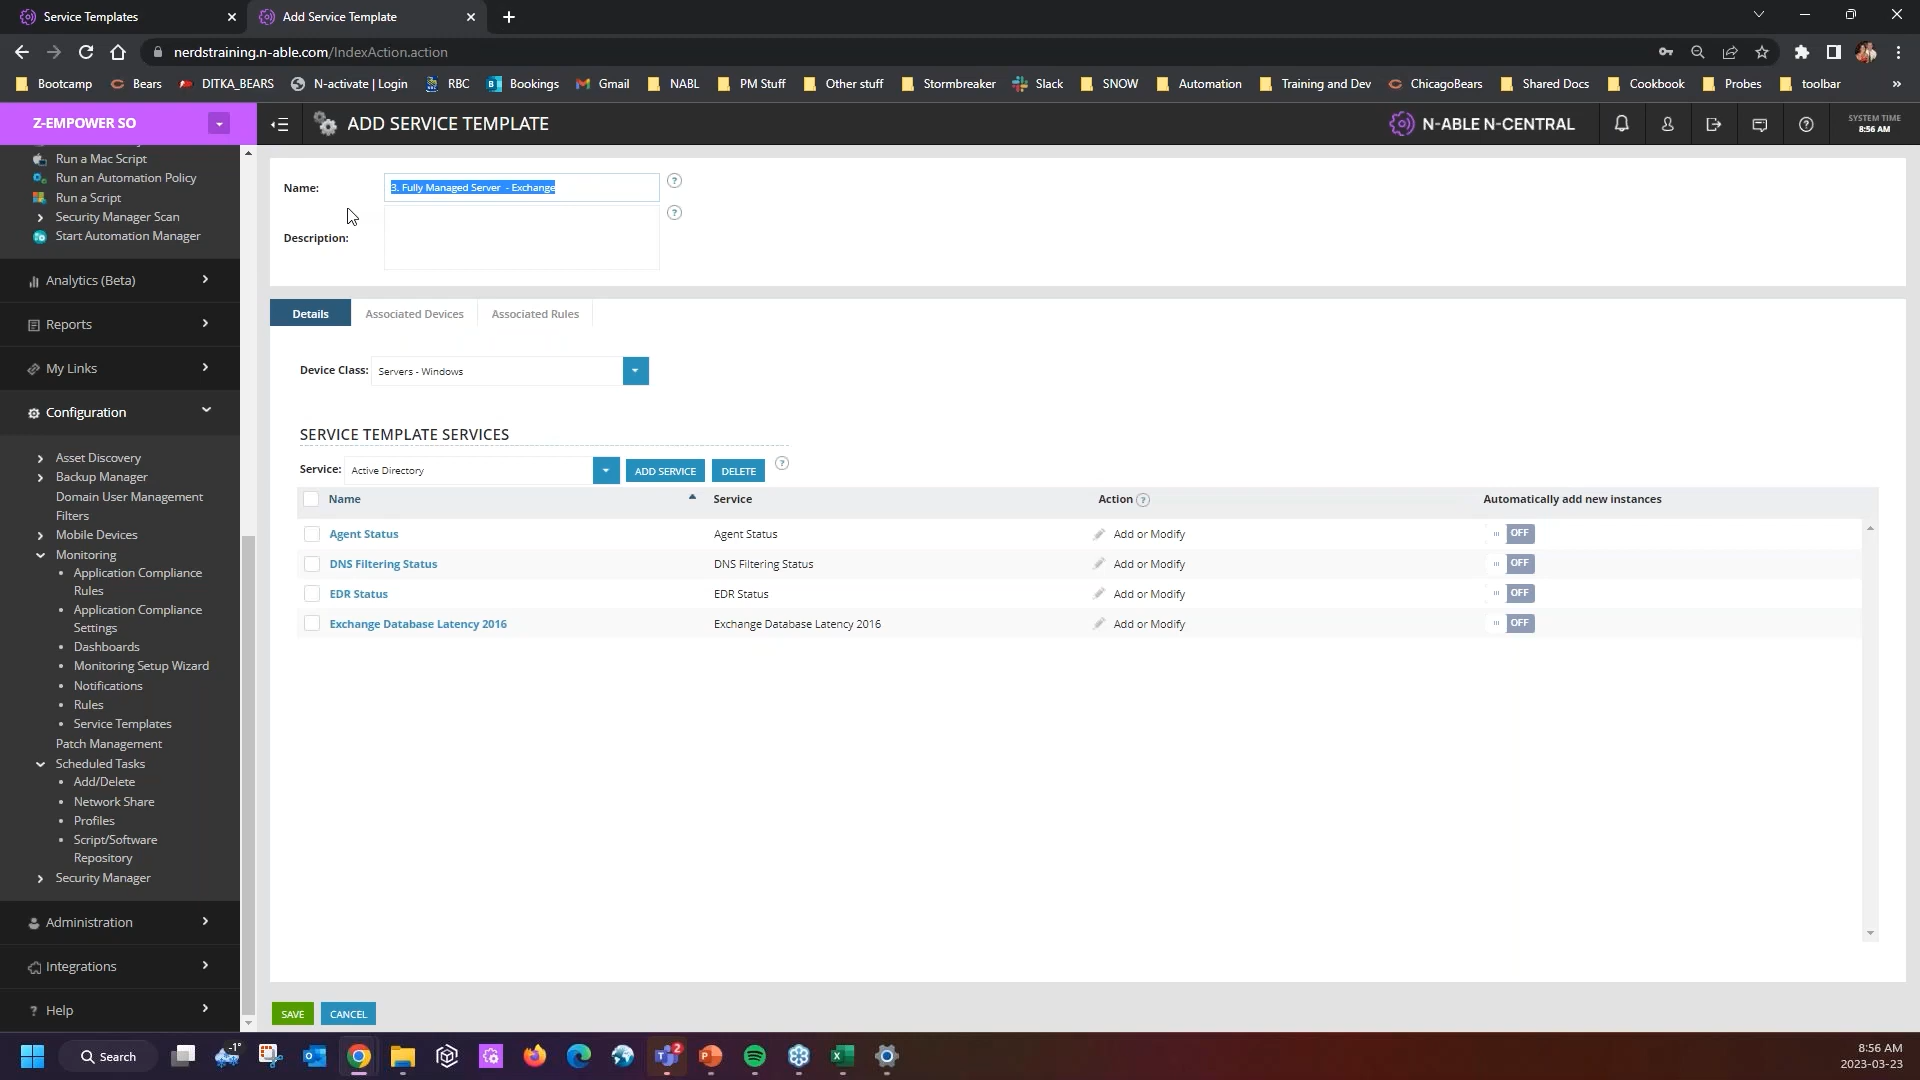 Service Templates
Add Service Template
nerdstraining.n-able.com/IndexAction.action
Bootcamp
Bears
DITKA_BEARS
N-activate | Login
RBC
Bookings
Gmail
NABL
PM Stuff
Other stuff
Stormbreaker
Slack
SNOW
Automation
Training and Dev
ChicagoBears
Shared Docs
Cookbook
Probes
toolbar
»
Z-EMPOWER SO
ADD SERVICE TEMPLATE
N-ABLE N-CENTRAL
SYSTEM TIME
8:56 AM
Run a Mac Script
Run an Automation Policy
Run a Script
Security Manager Scan
Start Automation Manager
Analytics (Beta)
Reports
My Links
Configuration
Asset Discovery
Backup Manager
Domain User Management
Filters
Mobile Devices
Monitoring
Application Compliance
Rules
Application Compliance
Settings
Dashboards
Monitoring Setup Wizard
Notifications
Rules
Service Templates
Patch Management
Scheduled Tasks
Add/Delete
Network Share
Profiles
Script/Software
Repository
Security Manager
Administration
Integrations
Help
Name:
3. Fully Managed Server - Exchange
Description:
Details
Associated Devices
Associated Rules
Device Class:
Servers - Windows
SERVICE TEMPLATE SERVICES
Service:
Active Directory
ADD SERVICE
DELETE
Name
Service
Action
Automatically add new instances
Agent Status
Agent Status
Add or Modify
OFF
DNS Filtering Status
DNS Filtering Status
Add or Modify
OFF
EDR Status
EDR Status
Add or Modify
OFF
Exchange Database Latency 2016
Exchange Database Latency 2016
Add or Modify
OFF
SAVE
CANCEL
Search
-1°
2
8:56 AM
2023-03-23